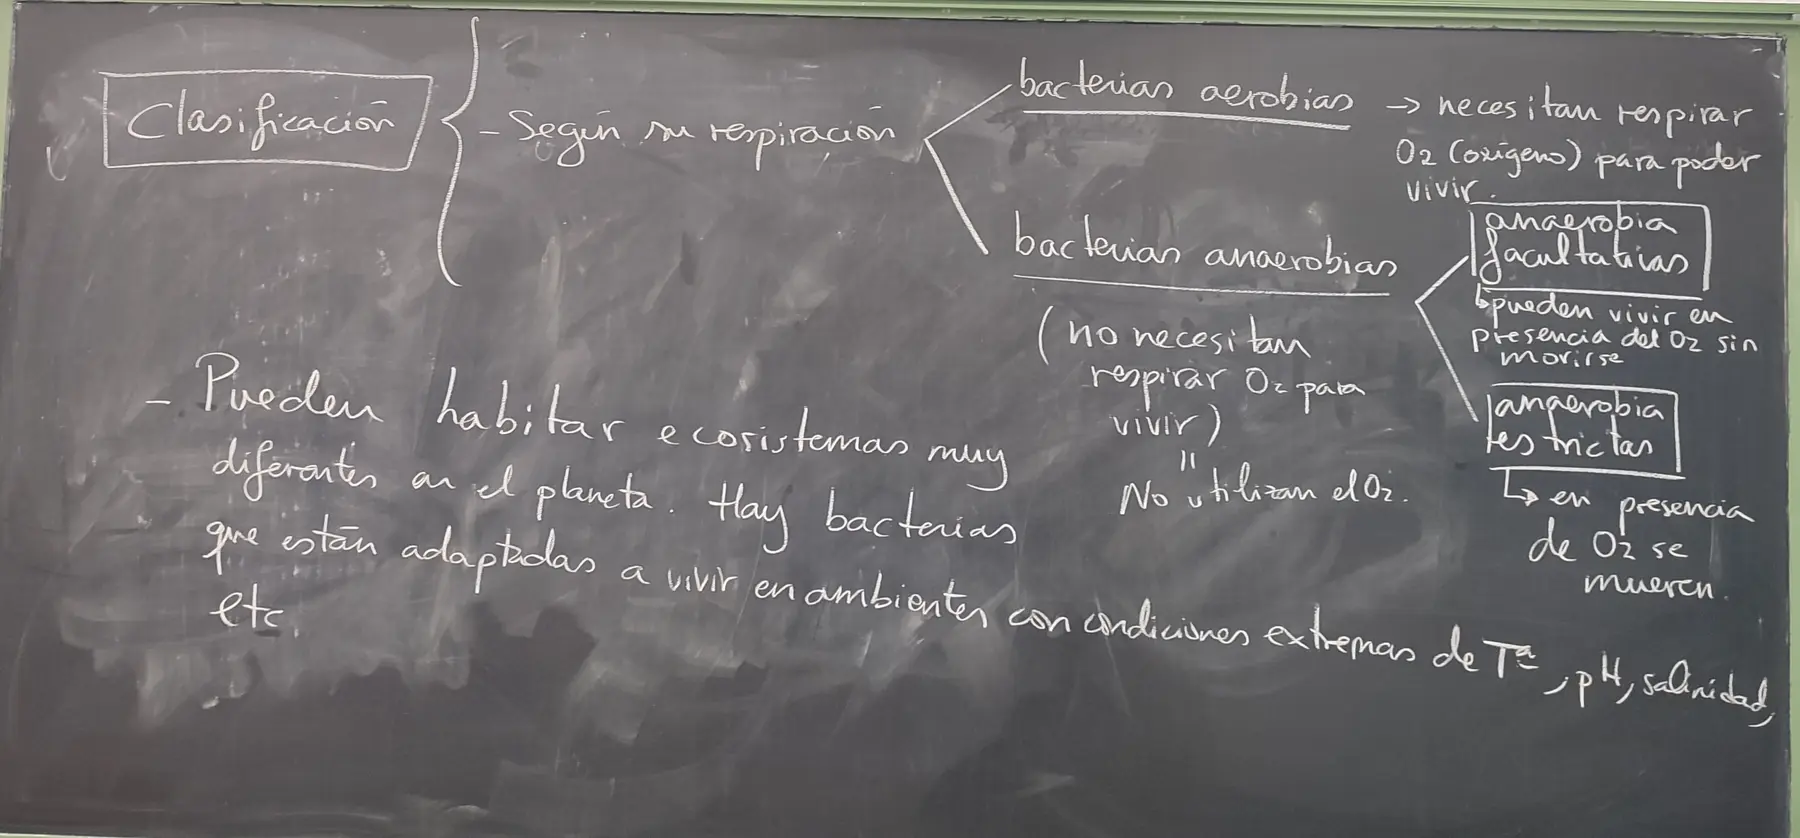 Clasificación
- Según su respiración
bacterias aerobias → necesitan respirar
O2 (oxígeno) para poder
vivir.
bacterias anaerobias
(no necesitan
respirar O2 para
vivir)
"
No utilizan el O2.
anaerobia
facultativas
↳ pueden vivir en
presencia del O2 sin
morirse
anaerobia
restrictas
↳ en presencia
de O2 se
mueren.
- Pueden habitar ecosistemas muy
diferentes en el planeta. Hay bacterias
que están adaptadas a vivir en ambientes con condiciones extremas de Tª, pH, salinidad,
etc.